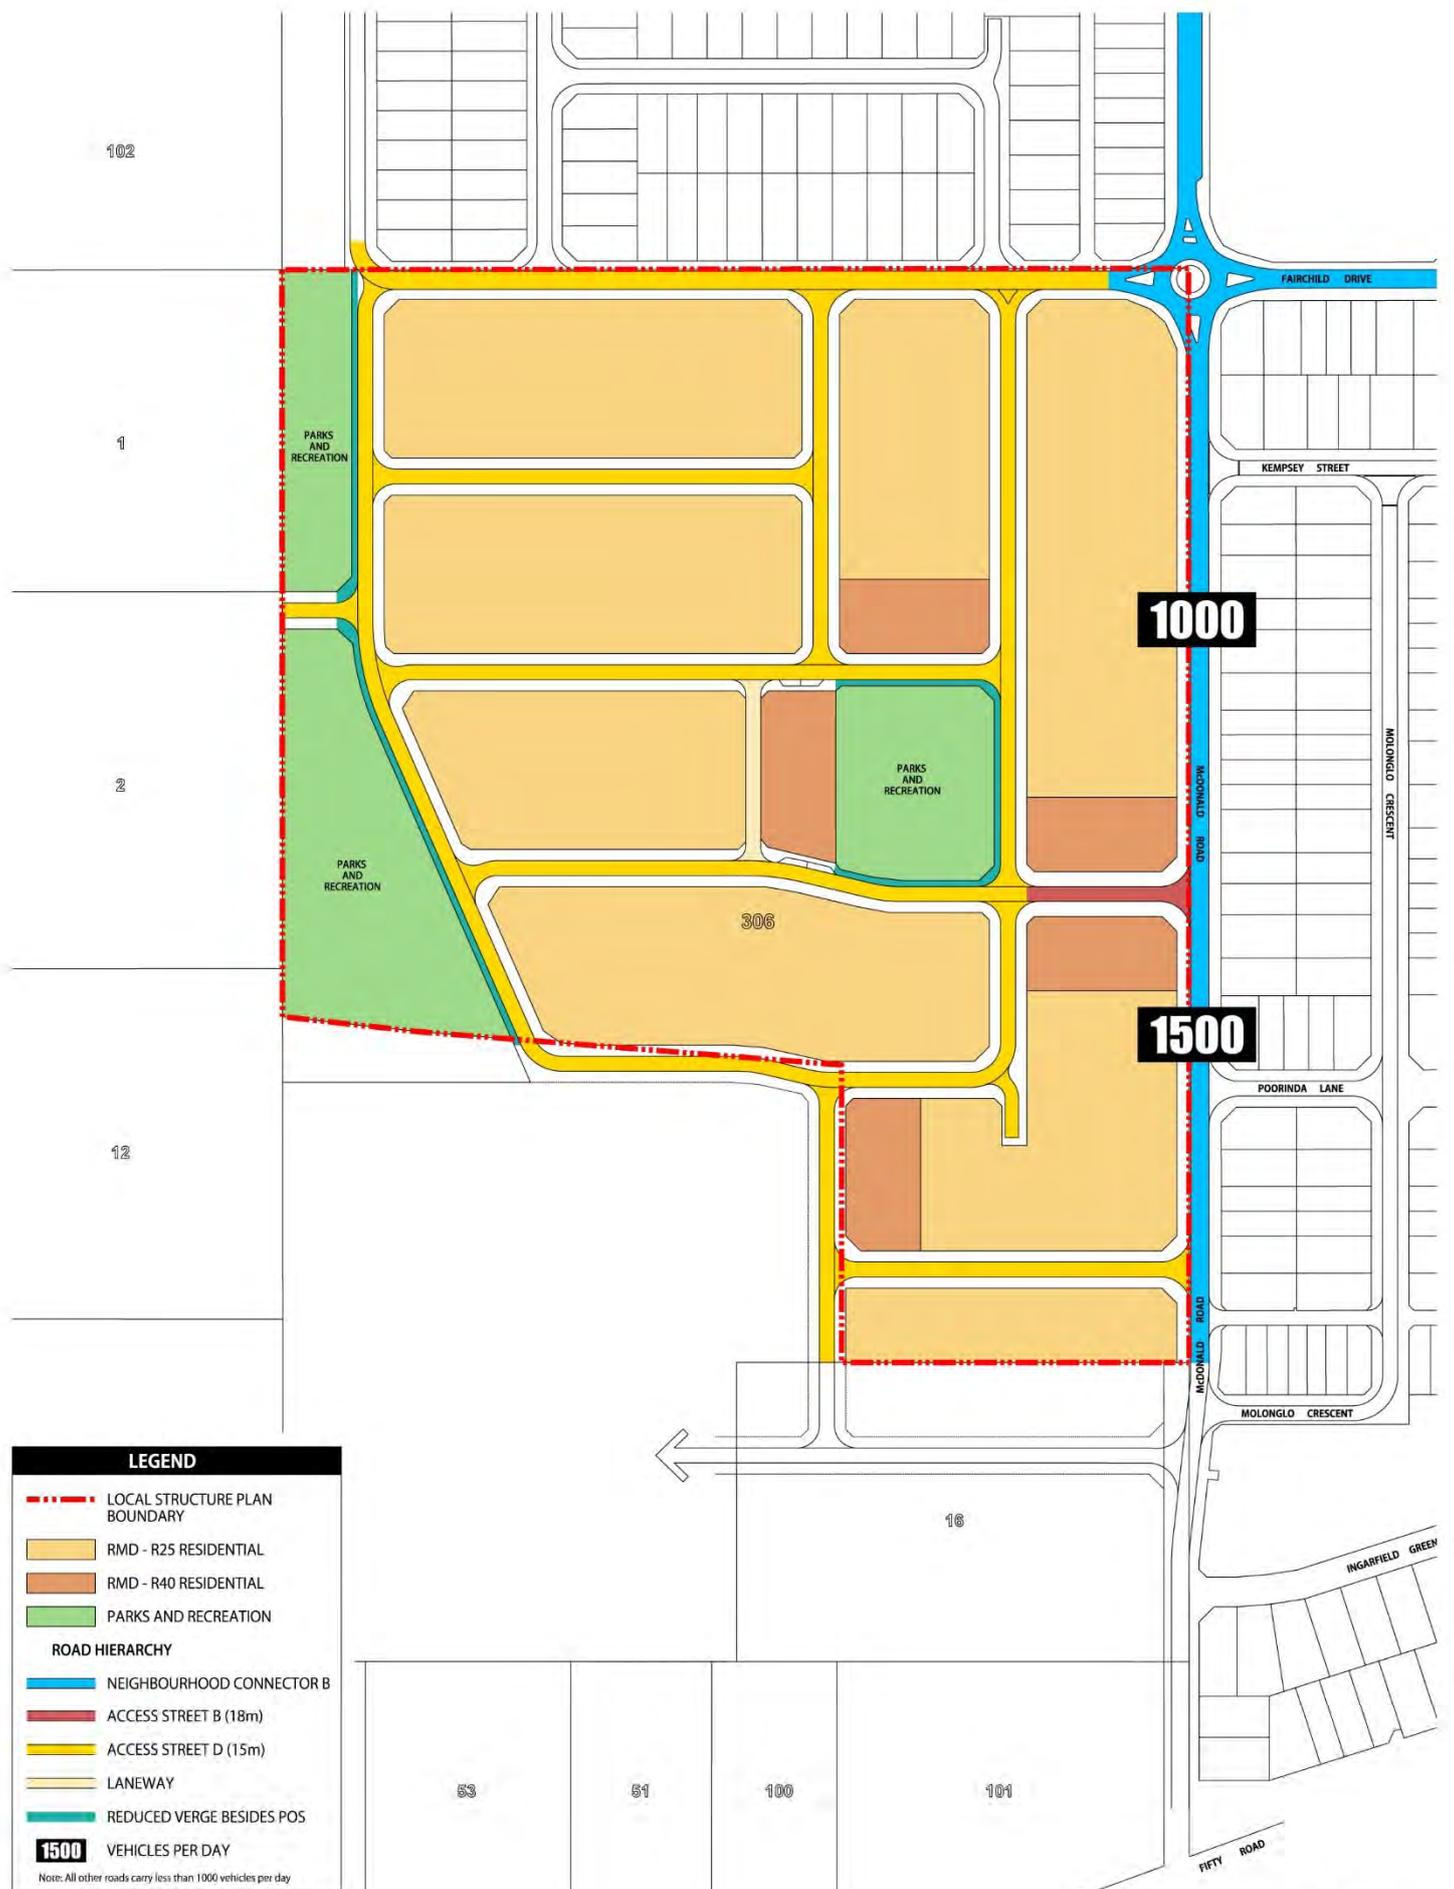 102
FAIRCHILD DRIVE
1
PARKS
AND
RECREATION
KEMPSEY STREET
1000
2
PARKS
AND
RECREATION
McDONALD ROAD
MOLONGLO CRESCENT
PARKS
AND
RECREATION
306
1500
POORINDA LANE
12
McDONALD ROAD
MOLONGLO CRESCENT
16
INGARFIELD GREEN
53
51
100
101
FIFTY ROAD
LEGEND
LOCAL STRUCTURE PLAN
BOUNDARY
RMD - R25 RESIDENTIAL
RMD - R40 RESIDENTIAL
PARKS AND RECREATION
ROAD HIERARCHY
NEIGHBOURHOOD CONNECTOR B
ACCESS STREET B (18m)
ACCESS STREET D (15m)
LANEWAY
REDUCED VERGE BESIDES POS
1500 VEHICLES PER DAY
Note: All other roads carry less than 1000 vehicles per day